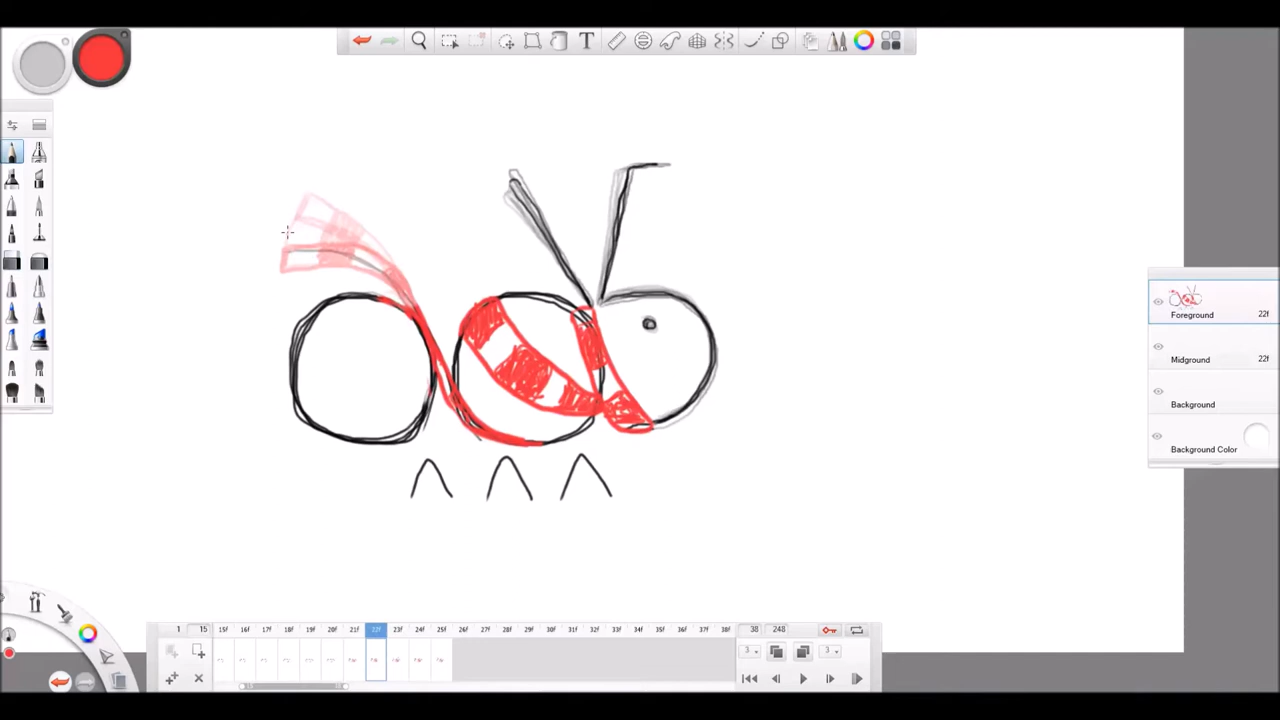 T
Foreground 22f
Midground 22f
Background
Background Color
1 15 15f 16f 17f 18f 19f 20f 21f 22f 23f 24f 25f 26f 27f 28f 29f 30f 31f 32f 33f 34f 35f 36f 37f 38f 38 248
3 3